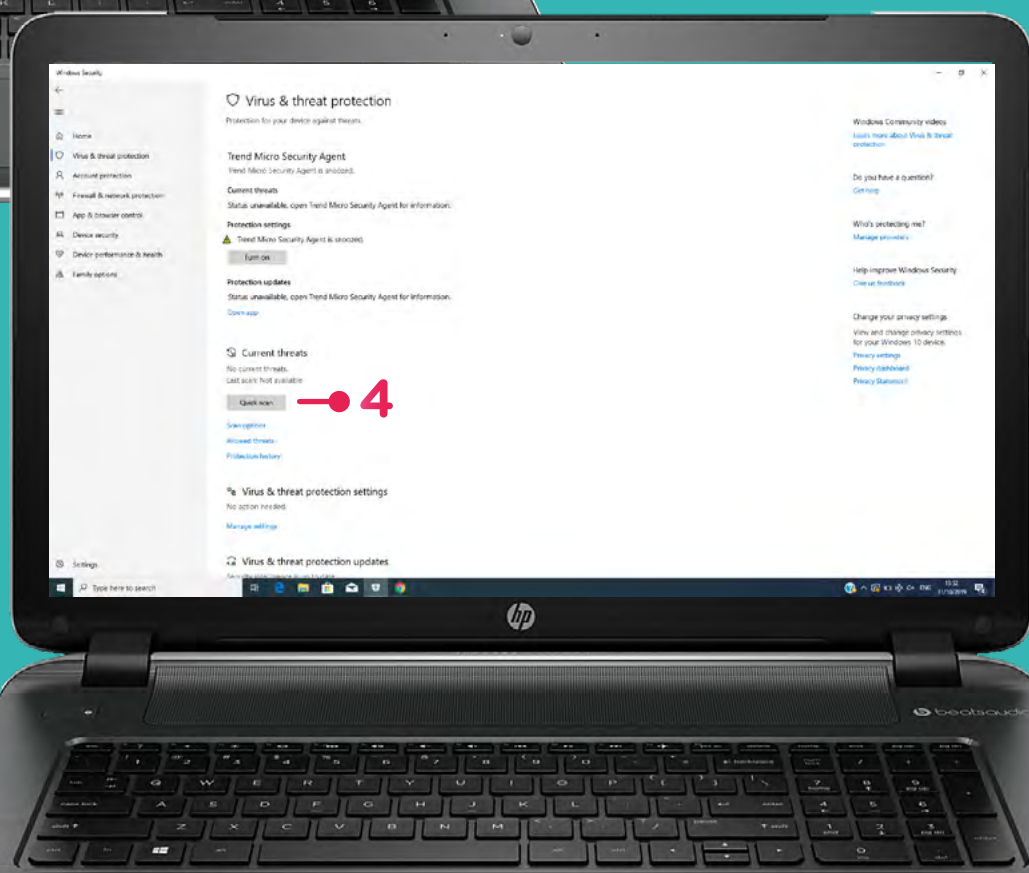 Windows Security
Home
Virus & threat protection
Account protection
Firewall & network protection
App & browser control
Device security
Device performance & health
Family options
Settings
Virus & threat protection
Protection for your device against threats.
Trend Micro Security Agent
Trend Micro Security Agent is snoozed.
Current threats
Status unavailable, open Trend Micro Security Agent for information.
Protection settings
Trend Micro Security Agent is snoozed.
Turn on
Protection updates
Status unavailable, open Trend Micro Security Agent for information.
Open app
Current threats
No current threats.
Last scan: Not available
Quick scan
4
Scan options
Allowed threats
Protection history
Virus & threat protection settings
No action needed.
Manage settings
Virus & threat protection updates
Windows Community videos
Learn more about Virus & threat
protection
Do you have a question?
Get help
Who's protecting me?
Manage providers
Help improve Windows Security
Give us feedback
Change your privacy settings
View and change privacy settings
for your Windows 10 device.
Privacy settings
Privacy dashboard
Privacy Statement
Type here to search
ENG
hp
beatsaudio
Q W E R T Y U I O P
A S D F G H J K L
Z X C V B N M